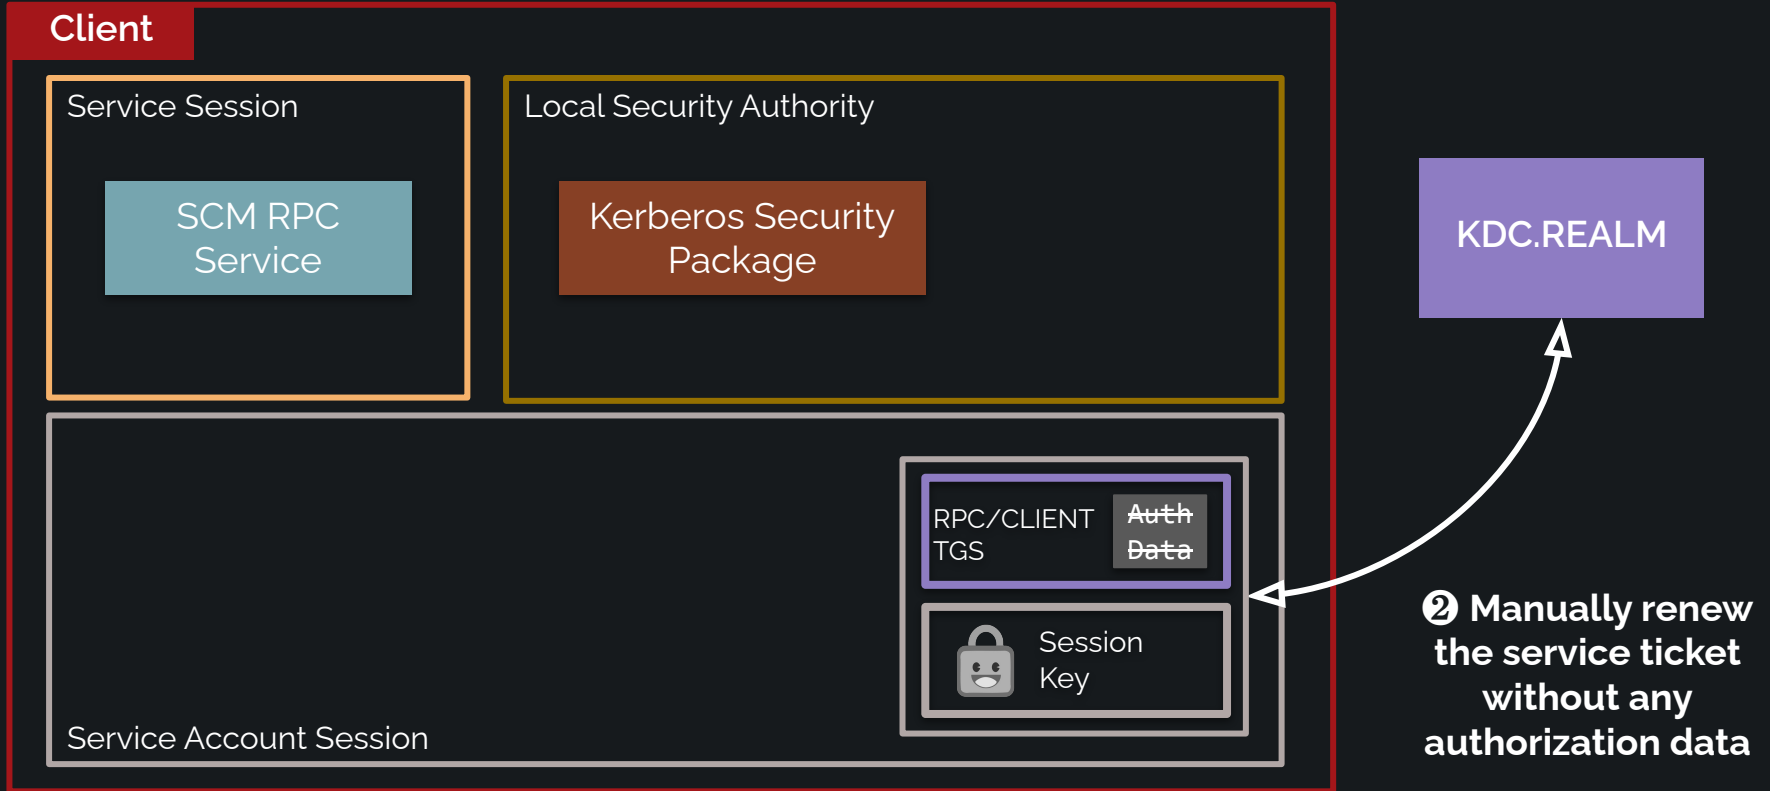 Client
Service Session
SCM RPC
Service
Local Security Authority
Kerberos Security
Package
KDC.REALM
RPC/CLIENT
TGS
Auth
Data
Session
Key
Service Account Session
❷ Manually renew
the service ticket
without any
authorization data